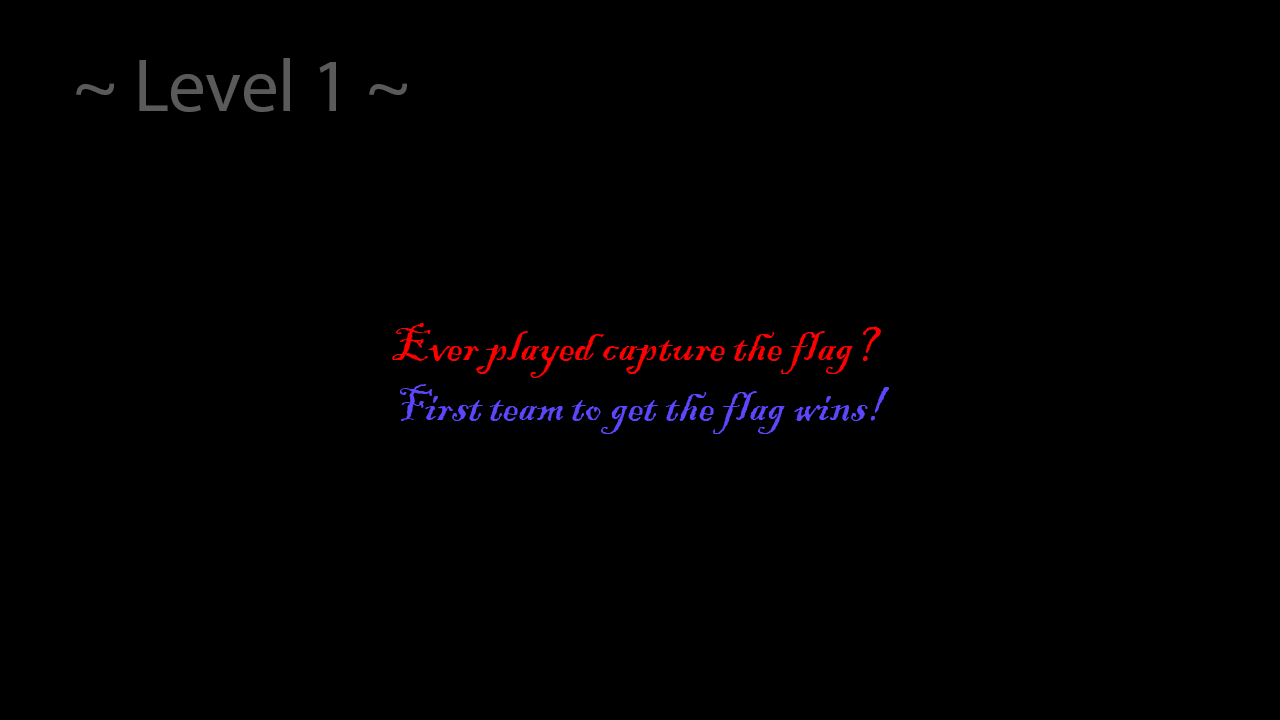 ~ Level 1 ~
Ever played capture the flag?
First team to get the flag wins!